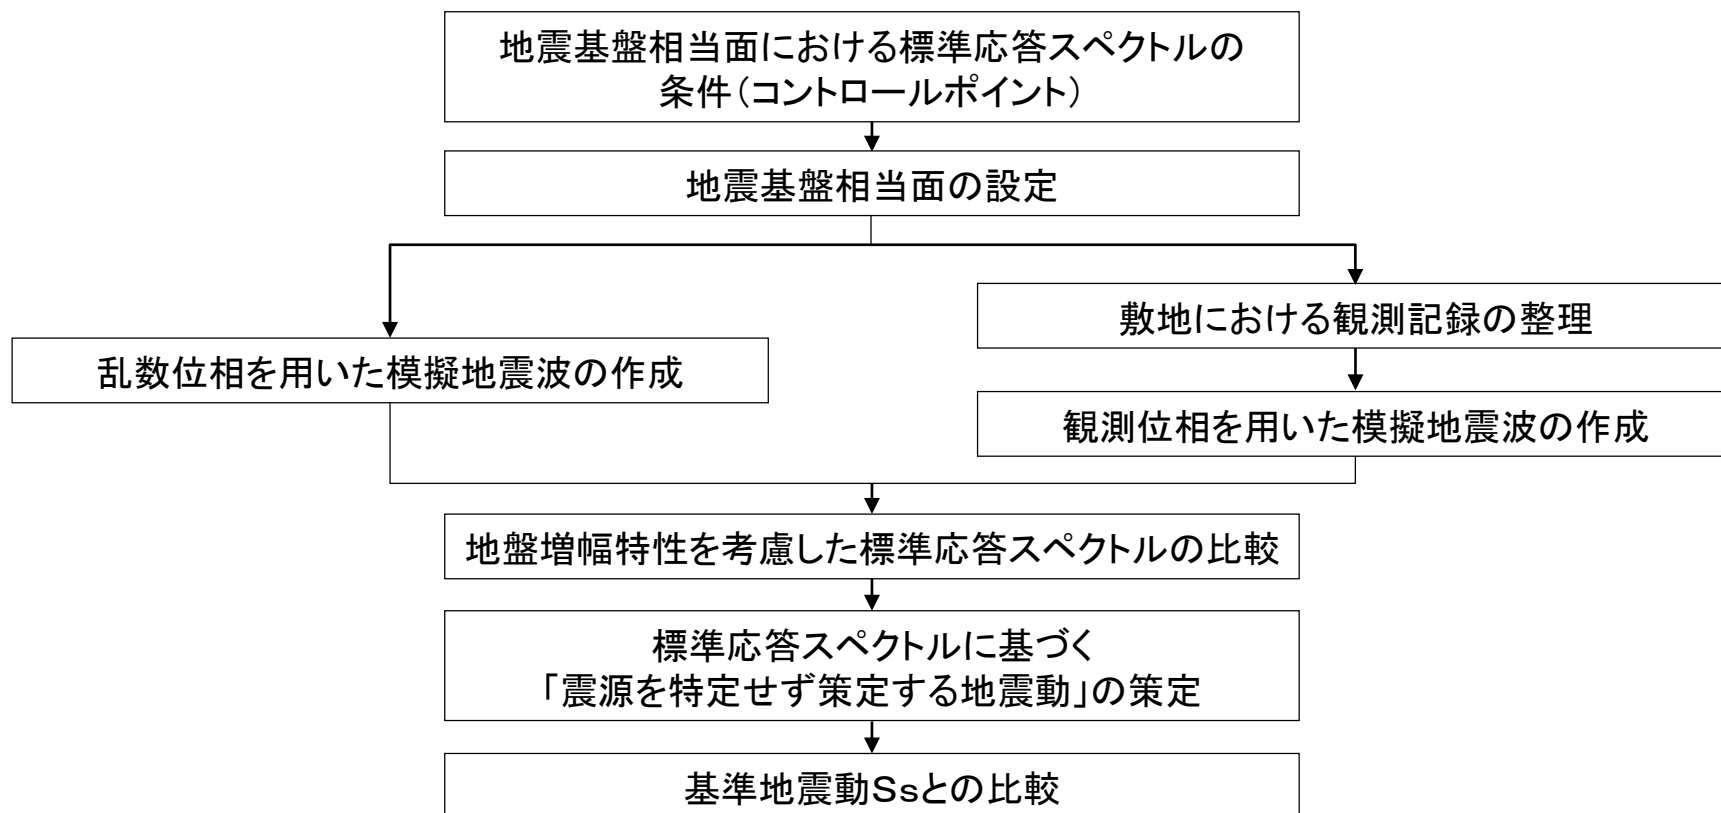 地震基盤相当面における標準応答スペクトルの
条件（コントロールポイント）
地震基盤相当面の設定
敷地における観測記録の整理
乱数位相を用いた模擬地震波の作成
観測位相を用いた模擬地震波の作成
地盤増幅特性を考慮した標準応答スペクトルの比較
標準応答スペクトルに基づく
「震源を特定せず策定する地震動」の策定
基準地震動Ｓｓとの比較